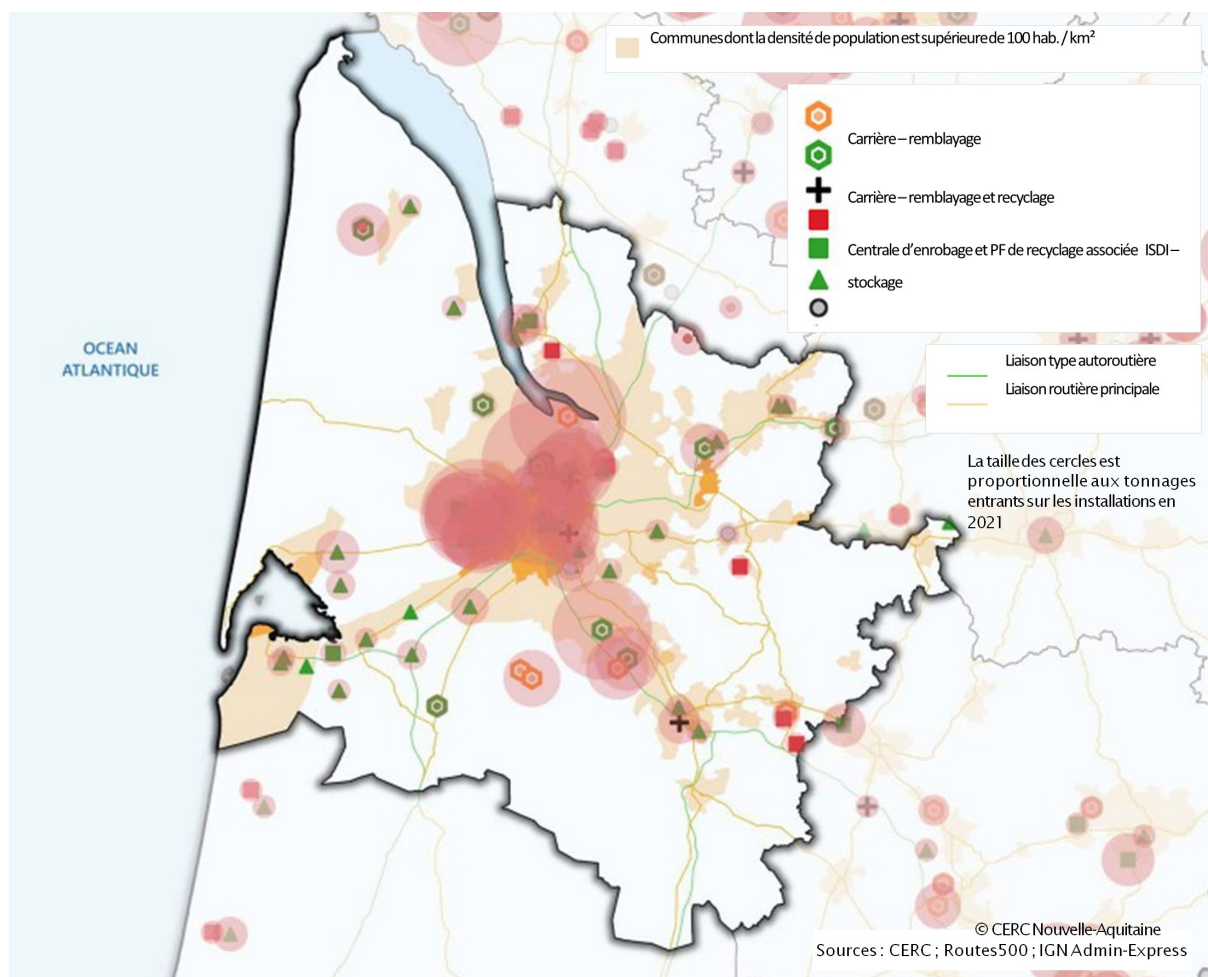 Communes dont la densité de population est supérieure de 100 hab. / km²
Carrière – remblayage
Carrière – remblayage et recyclage
Centrale d'enrobage et PF de recyclage associée ISDI –
stockage
OCEAN
ATLANTIQUE
Liaison type autoroutière
Liaison routière principale
La taille des cercles est
proportionnelle aux tonnages
entrants sur les installations en
2021
© CERC Nouvelle-Aquitaine
Sources : CERC ; Routes500 ; IGN Admin-Express